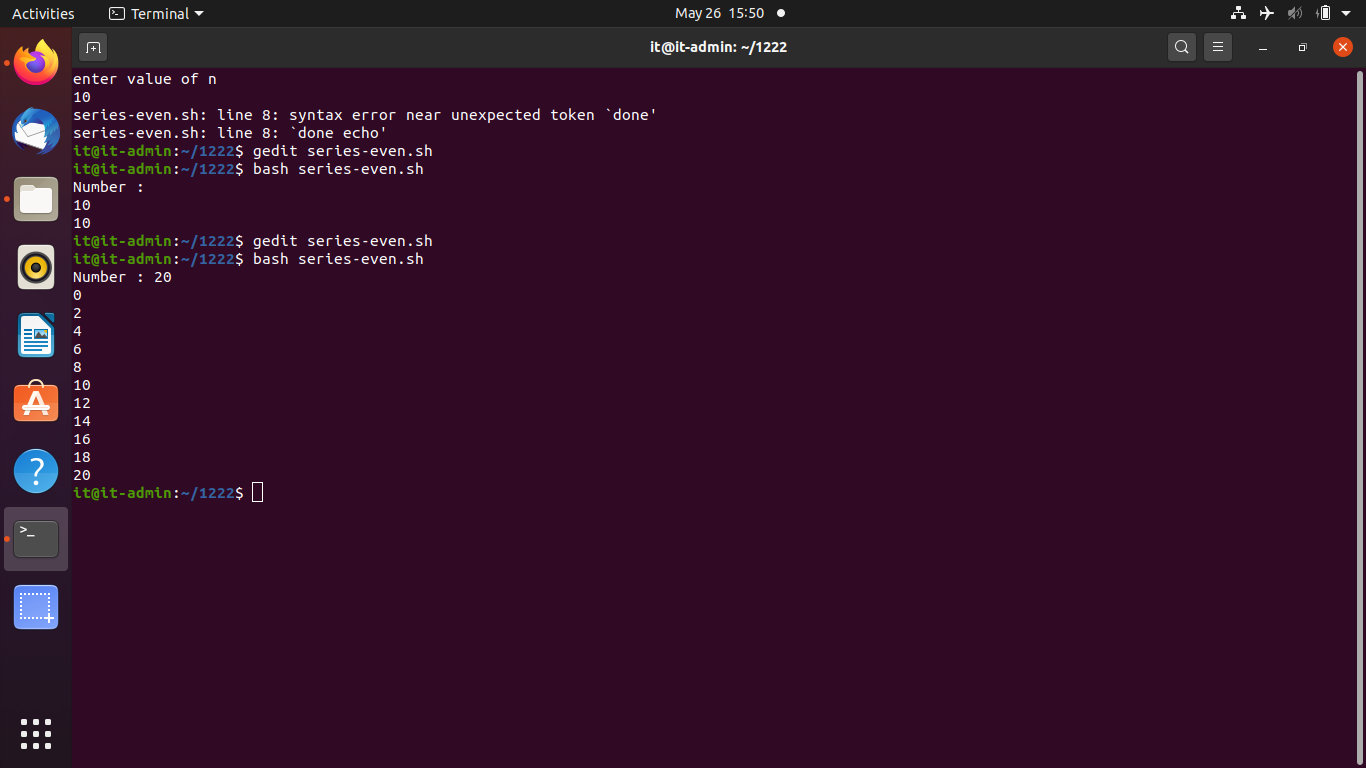 Activities
Terminal
May 26 15:50
it@it-admin: ~/1222
enter value of n
10
series-even.sh: line 8: syntax error near unexpected token `done'
series-even.sh: line 8: `done echo'
it@it-admin:~/1222$ gedit series-even.sh
it@it-admin:~/1222$ bash series-even.sh
Number :
10
10
it@it-admin:~/1222$ gedit series-even.sh
it@it-admin:~/1222$ bash series-even.sh
Number : 20
0
2
4
6
8
10
12
14
16
18
20
it@it-admin:~/1222$